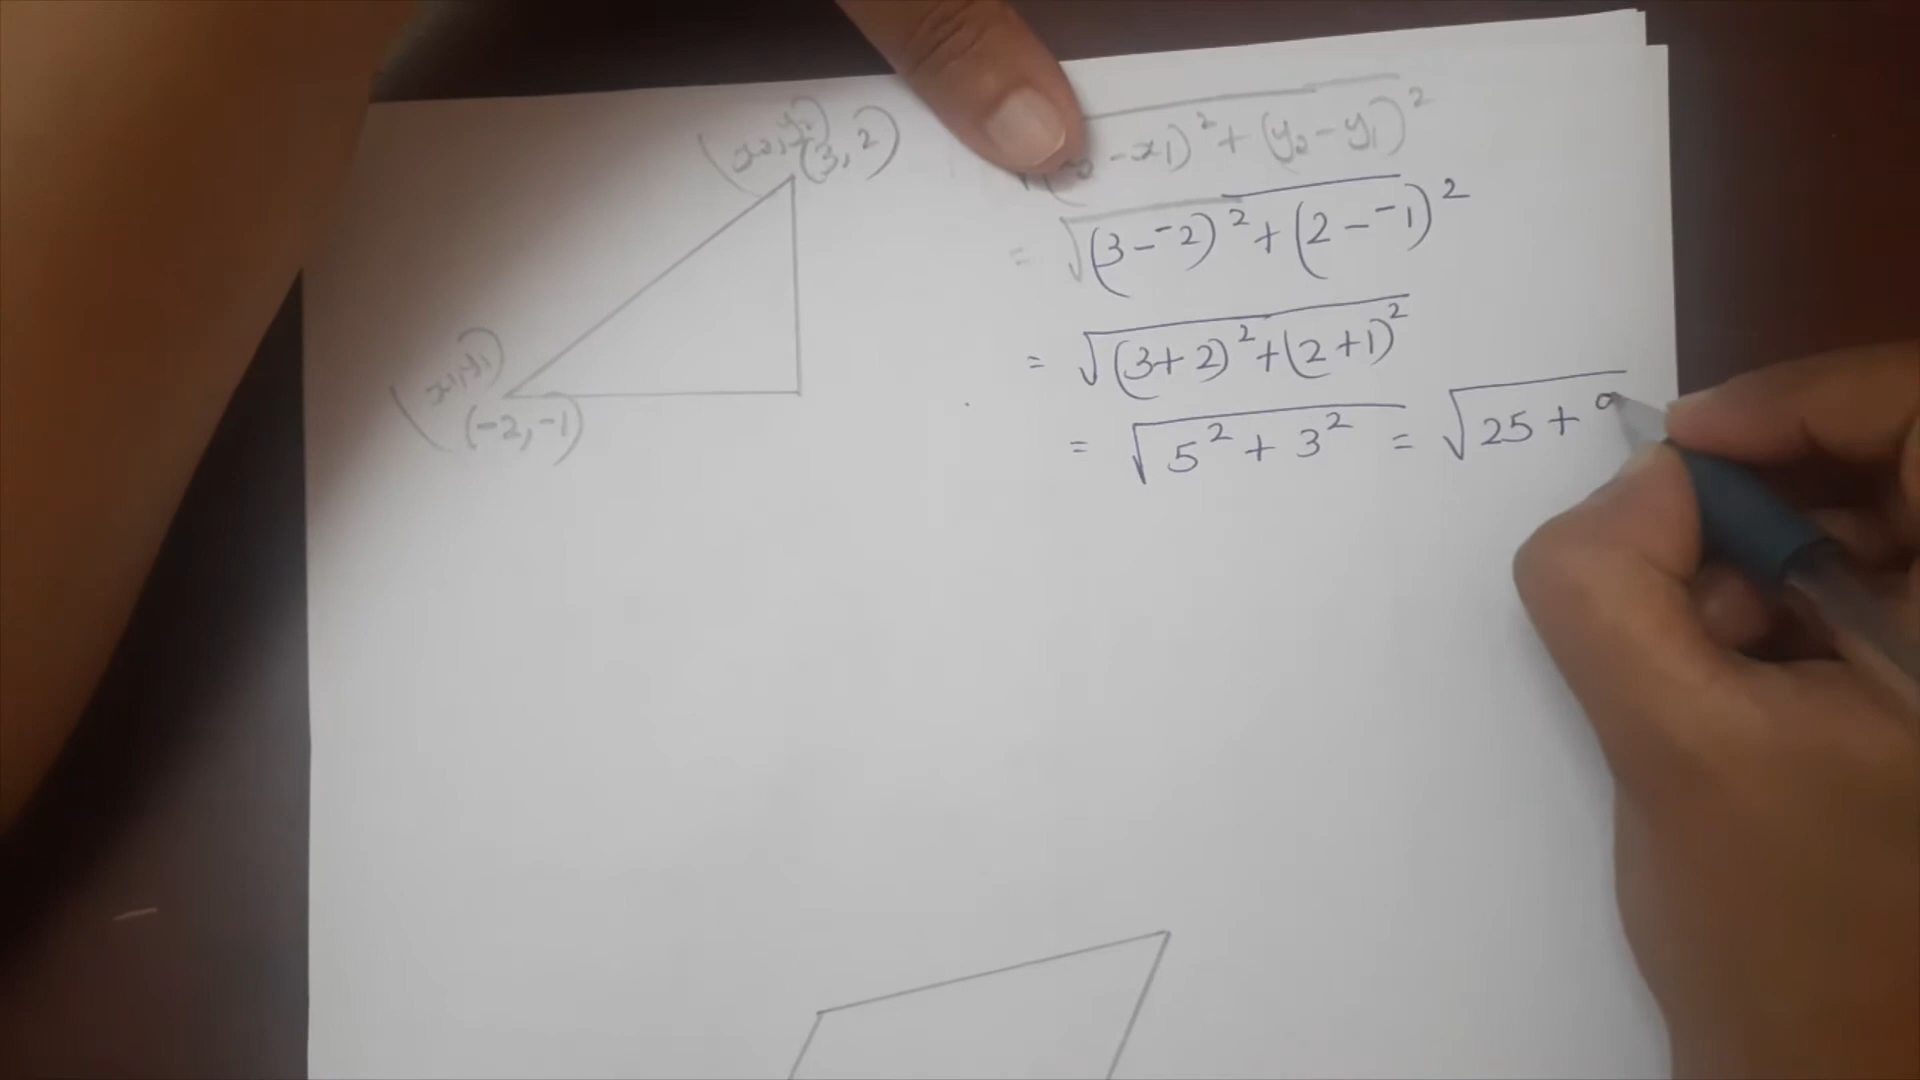 (x2, y2)
(3, 2)
(x1, y1)
(-2, -1)
- x1)² + (y2 - y1)²
= √(3 - ⁻2)² + (2 - ⁻1)²
= √(3 + 2)² + (2 + 1)²
= √5² + 3² = √25 +